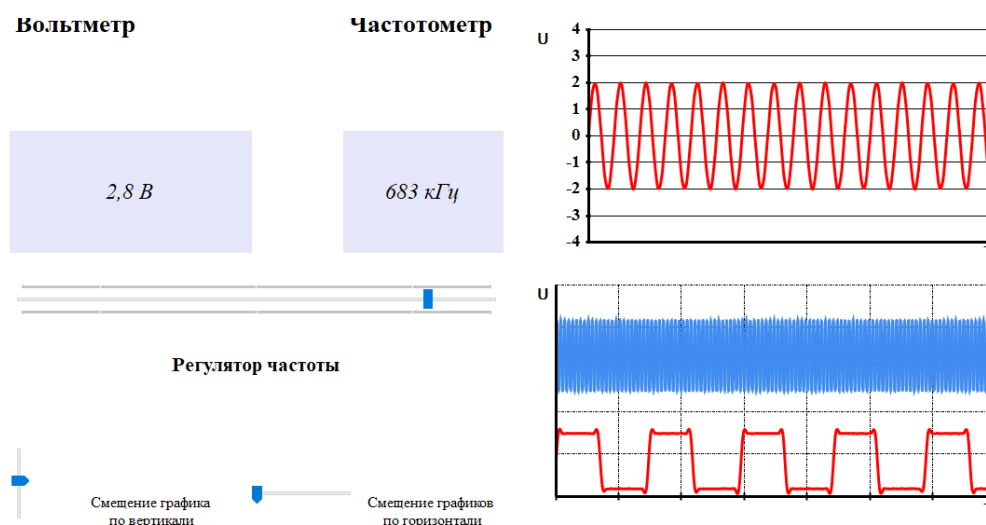 Вольтметр
Частотометр
2,8 В
683 кГц
Регулятор частоты
Смещение графика
по вертикали
Смещение графиков
по горизонтали
U
4
3
2
1
0
-1
-2
-3
-4
U